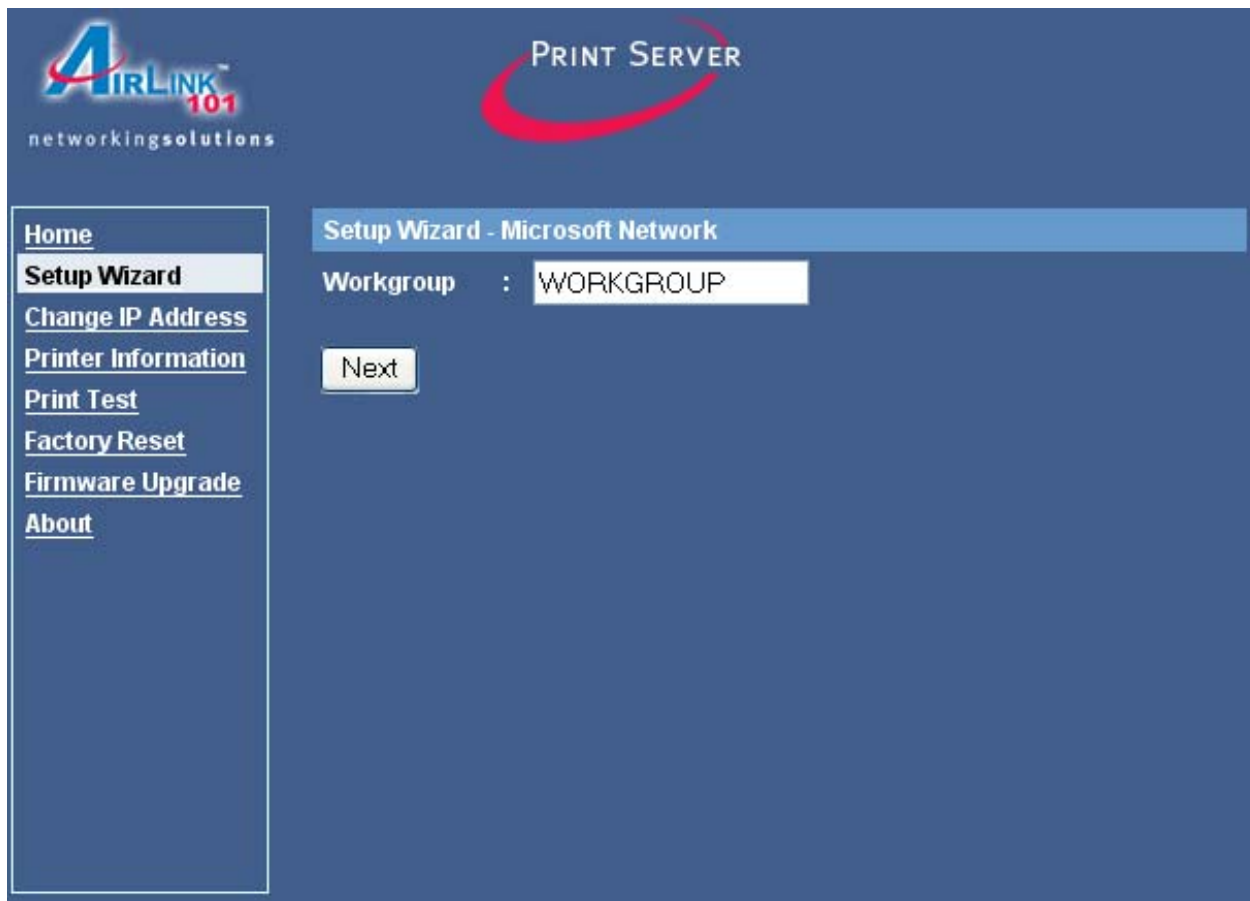 AIRLINK™
101
networkingsolutions
PRINT SERVER
Home
Setup Wizard
Change IP Address
Printer Information
Print Test
Factory Reset
Firmware Upgrade
About
Setup Wizard - Microsoft Network
Workgroup : WORKGROUP
Next